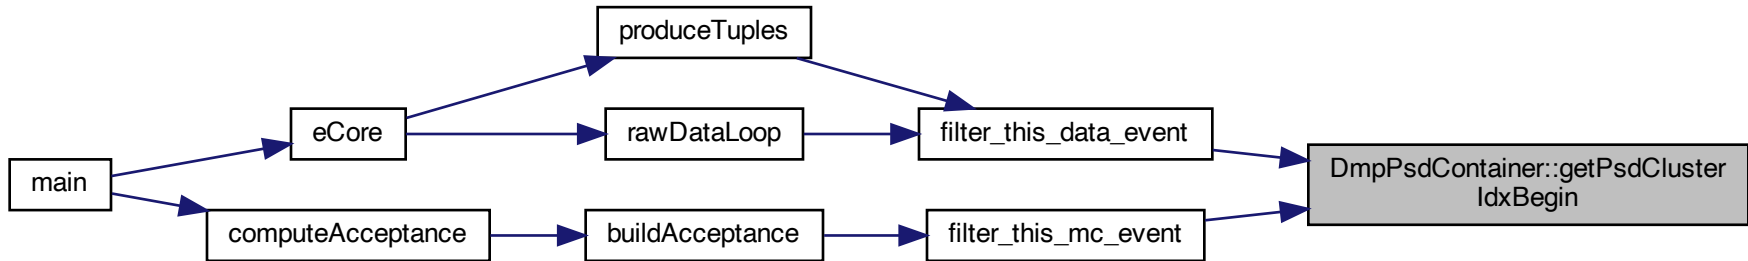 produceTuples
eCore
rawDataLoop
filter_this_data_event
main
DmpPsdContainer::getPsdCluster
IdxBegin
computeAcceptance
buildAcceptance
filter_this_mc_event